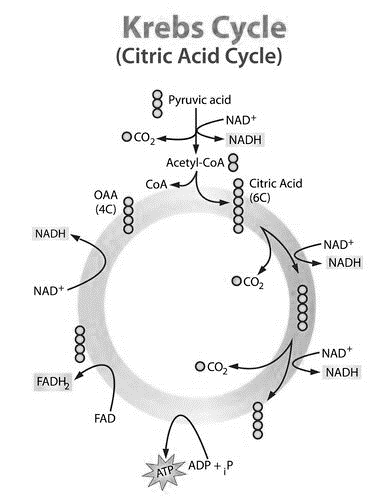 Krebs Cycle
(Citric Acid Cycle)
Pyruvic acid
NAD+
CO₂
NADH
Acetyl-CoA
CoA
Citric Acid
(6C)
OAA
(4C)
NADH
NAD+
NAD+
NADH
CO₂
NAD+
NADH
CO₂
FADH₂
FAD
ATP
ADP + ᵢP